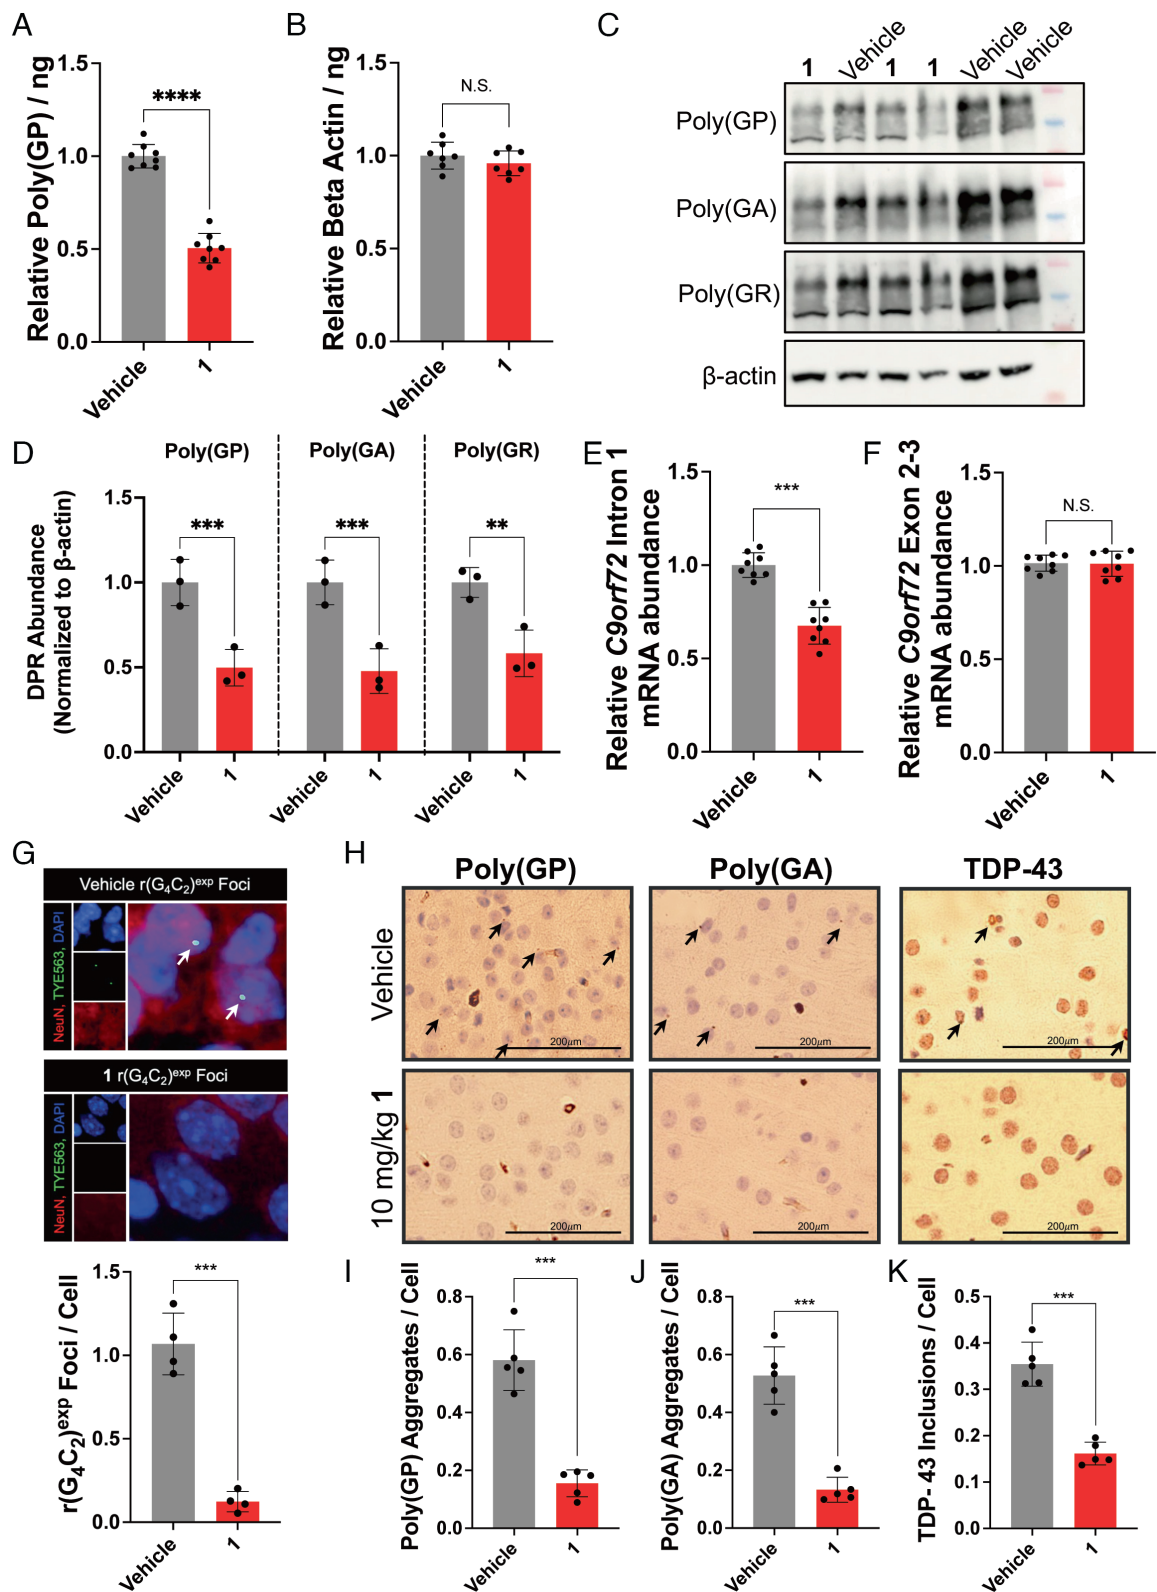 A
Relative Poly(GP) / ng
1.5
1.0
0.5
0.0
****
Vehicle
1
B
Relative Beta Actin / ng
1.5
1.0
0.5
0.0
N.S.
Vehicle
1
C
1
Vehicle
1
1
Vehicle
Vehicle
Poly(GP)
Poly(GA)
Poly(GR)
β-actin
D
DPR Abundance
(Normalized to β-actin)
Poly(GP)
Poly(GA)
Poly(GR)
1.5
1.0
0.5
0.0
***
***
**
Vehicle
1
Vehicle
1
Vehicle
1
E
Relative C9orf72 Intron 1
mRNA abundance
1.5
1.0
0.5
0.0
***
Vehicle
1
F
Relative C9orf72 Exon 2-3
mRNA abundance
1.5
1.0
0.5
0.0
N.S.
Vehicle
1
G
Vehicle r(G₄C₂)ᵉˣᵖ Foci
NeuN, TYE563, DAPI
1 r(G₄C₂)ᵉˣᵖ Foci
NeuN, TYE563, DAPI
r(G₄C₂)ᵉˣᵖ Foci / Cell
1.5
1.0
0.5
0.0
***
Vehicle
1
H
Poly(GP)
Poly(GA)
TDP-43
Vehicle
200µm
200µm
200µm
10 mg/kg 1
200µm
200µm
200µm
I
Poly(GP) Aggregates / Cell
0.8
0.6
0.4
0.2
0.0
***
Vehicle
1
J
Poly(GA) Aggregates / Cell
0.8
0.6
0.4
0.2
0.0
***
Vehicle
1
K
TDP- 43 Inclusions / Cell
0.5
0.4
0.3
0.2
0.1
0.0
***
Vehicle
1